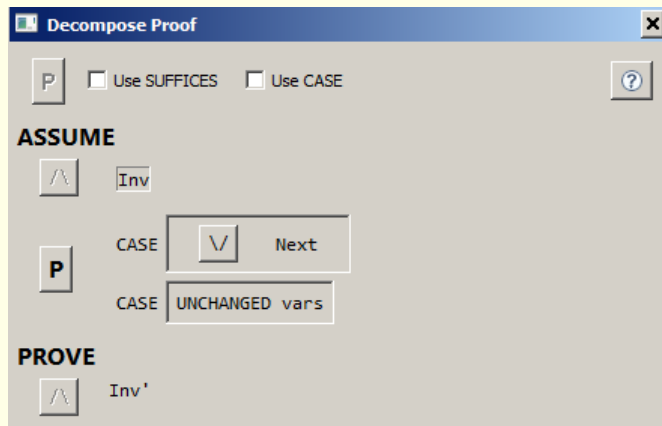 Decompose Proof
P Use SUFFICES Use CASE ?
ASSUME
/\ Inv
CASE \/ Next
P
CASE UNCHANGED vars
PROVE
/\ Inv'